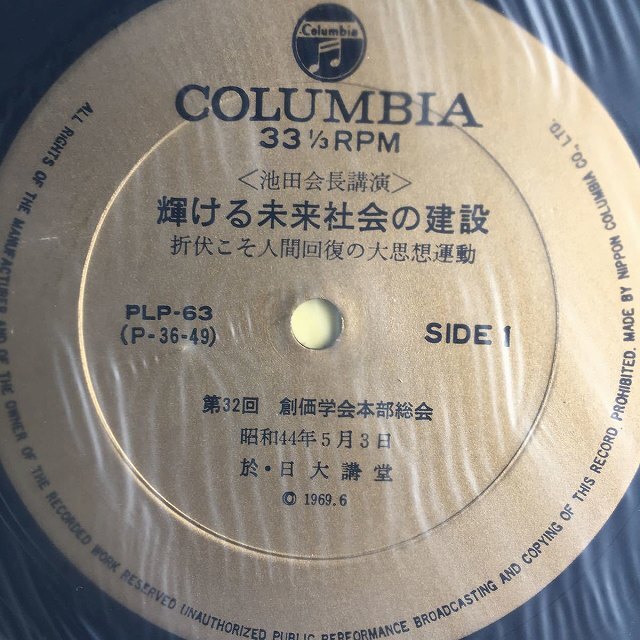 Columbia
COLUMBIA
33 1/3 RPM
<池田会長講演>
輝ける未来社会の建設
折伏こそ人間回復の大思想運動
PLP-63
(P-36-49)
SIDE 1
第32回 創価学会本部総会
昭和44年5月3日
於・日大講堂
© 1969.6
ALL RIGHTS OF THE MANUFACTURER AND OF THE OWNER OF THE RECORDED WORK RESERVED UNAUTHORIZED PUBLIC PERFORMANCE BROADCASTING AND COPYING OF THIS RECORD PROHIBITED. MADE BY NIPPON COLUMBIA CO., LTD.